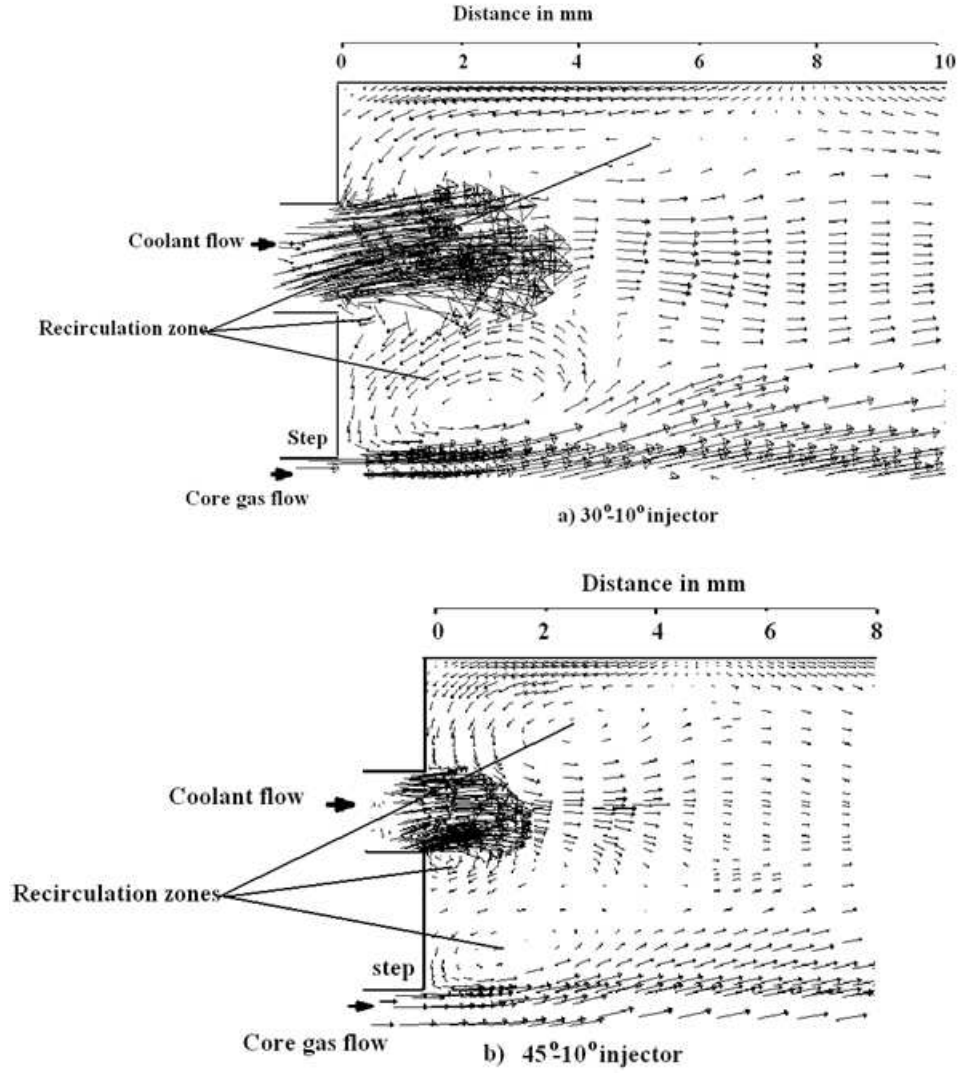 Distance in mm
0 2 4 6 8 10
Coolant flow
Recirculation zone
Step
Core gas flow
a) 30°-10° injector
Distance in mm
0 2 4 6 8
Coolant flow
Recirculation zones
step
Core gas flow
b) 45°-10° injector